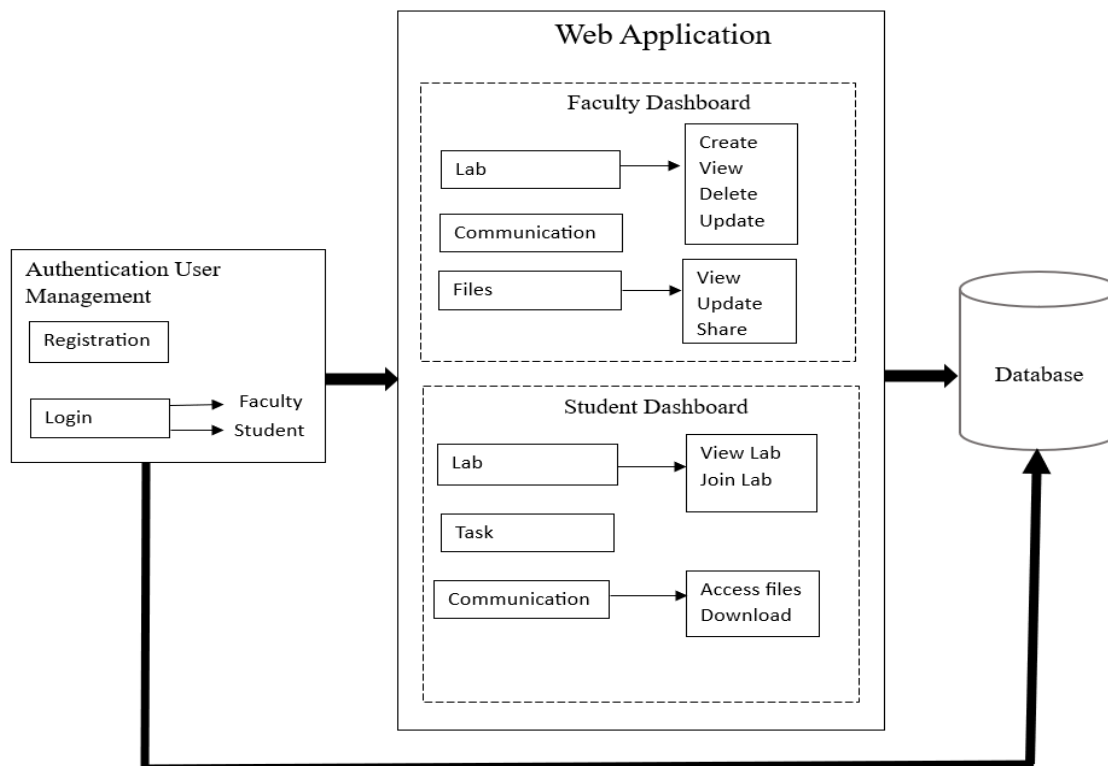 Web Application
Faculty Dashboard
Lab
Create
View
Delete
Update
Communication
Files
View
Update
Share
Authentication User
Management
Registration
Login
Faculty
Student
Student Dashboard
Lab
View Lab
Join Lab
Task
Communication
Access files
Download
Database